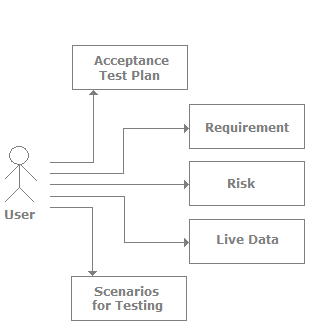 Acceptance
Test Plan
Requirement
Risk
User
Live Data
Scenarios
for Testing